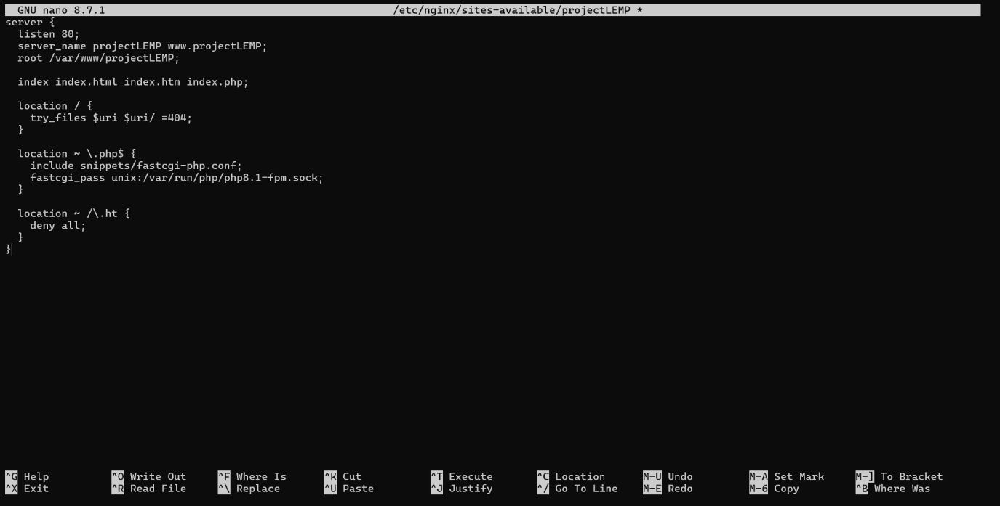 GNU nano 8.7.1 /etc/nginx/sites-available/projectLEMP *
server {
  listen 80;
  server_name projectLEMP www.projectLEMP;
  root /var/www/projectLEMP;

  index index.html index.htm index.php;

  location / {
    try_files $uri $uri/ =404;
  }

  location ~ \.php$ {
    include snippets/fastcgi-php.conf;
    fastcgi_pass unix:/var/run/php/php8.1-fpm.sock;
  }

  location ~ /\.ht {
    deny all;
  }
}
^G Help ^O Write Out ^F Where Is ^K Cut ^T Execute ^C Location M-U Undo M-A Set Mark M-] To Bracket
^X Exit ^R Read File ^\ Replace ^U Paste ^J Justify ^/ Go To Line M-E Redo M-6 Copy ^B Where Was